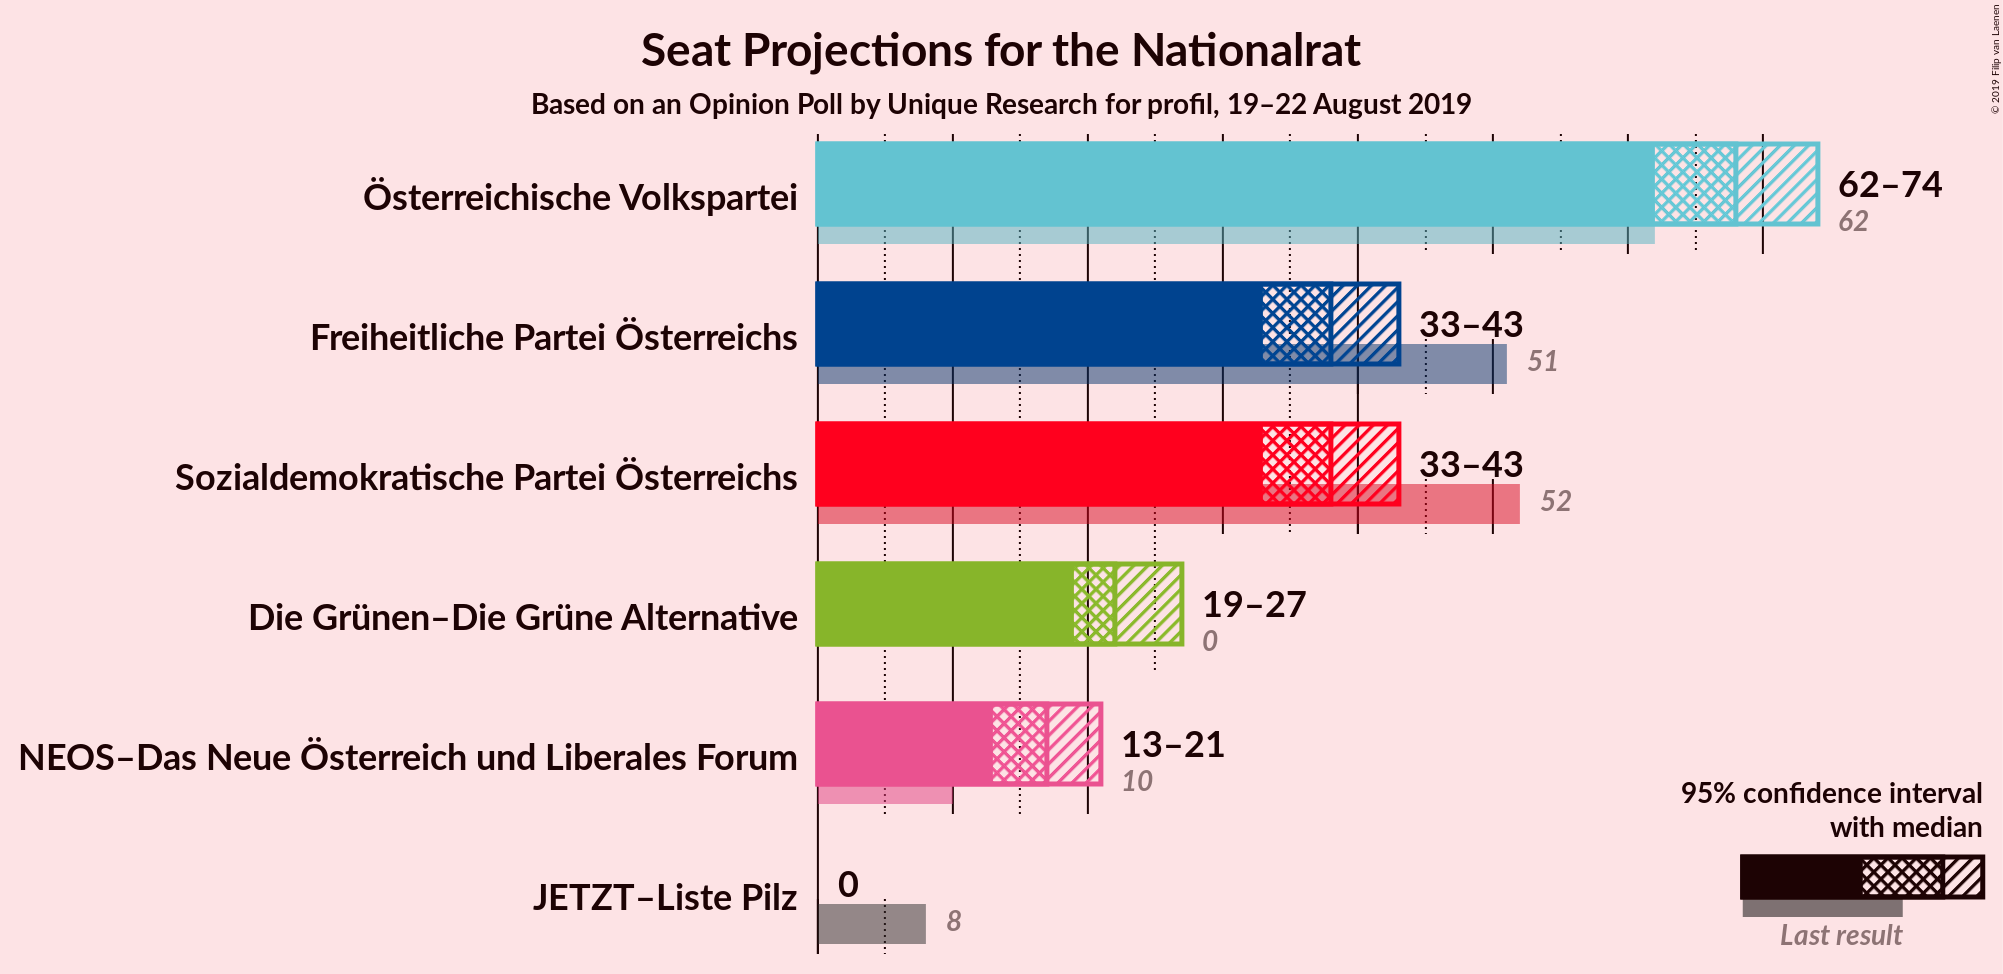 Seat Projections for the Nationalrat
Based on an Opinion Poll by Unique Research for profil, 19–22 August 2019
© 2019 Filip van Laenen
Österreichische Volkspartei
62–74
62
Freiheitliche Partei Österreichs
33–43
51
Sozialdemokratische Partei Österreichs
33–43
52
Die Grünen–Die Grüne Alternative
19–27
0
NEOS–Das Neue Österreich und Liberales Forum
13–21
10
JETZT–Liste Pilz
0
8
95% confidence interval
with median
Last result